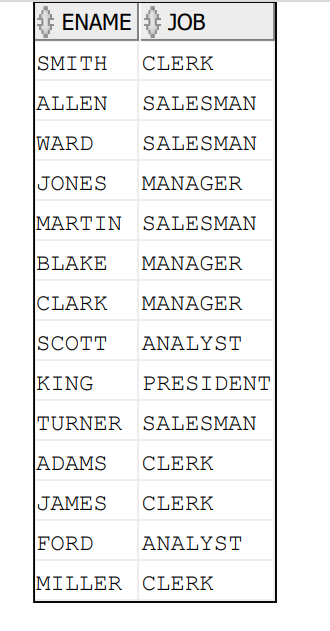 ENAME JOB
SMITH CLERK
ALLEN SALESMAN
WARD SALESMAN
JONES MANAGER
MARTIN SALESMAN
BLAKE MANAGER
CLARK MANAGER
SCOTT ANALYST
KING PRESIDENT
TURNER SALESMAN
ADAMS CLERK
JAMES CLERK
FORD ANALYST
MILLER CLERK